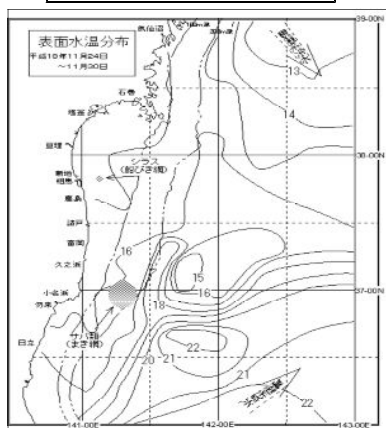 表面水温分布
平成16年11月24日
～11月30日
気仙沼
39-00N
13
石巻
14
塩釜
亘理
38-00N
シラス
(船びき網)
相馬
鹿島
請戸
富岡
16
久之浜
15
16
小名浜
37-00N
18
勿来
サバ類
(まき網)
日立
20
21
22
21
22
141-00E
142-00E
143-00E